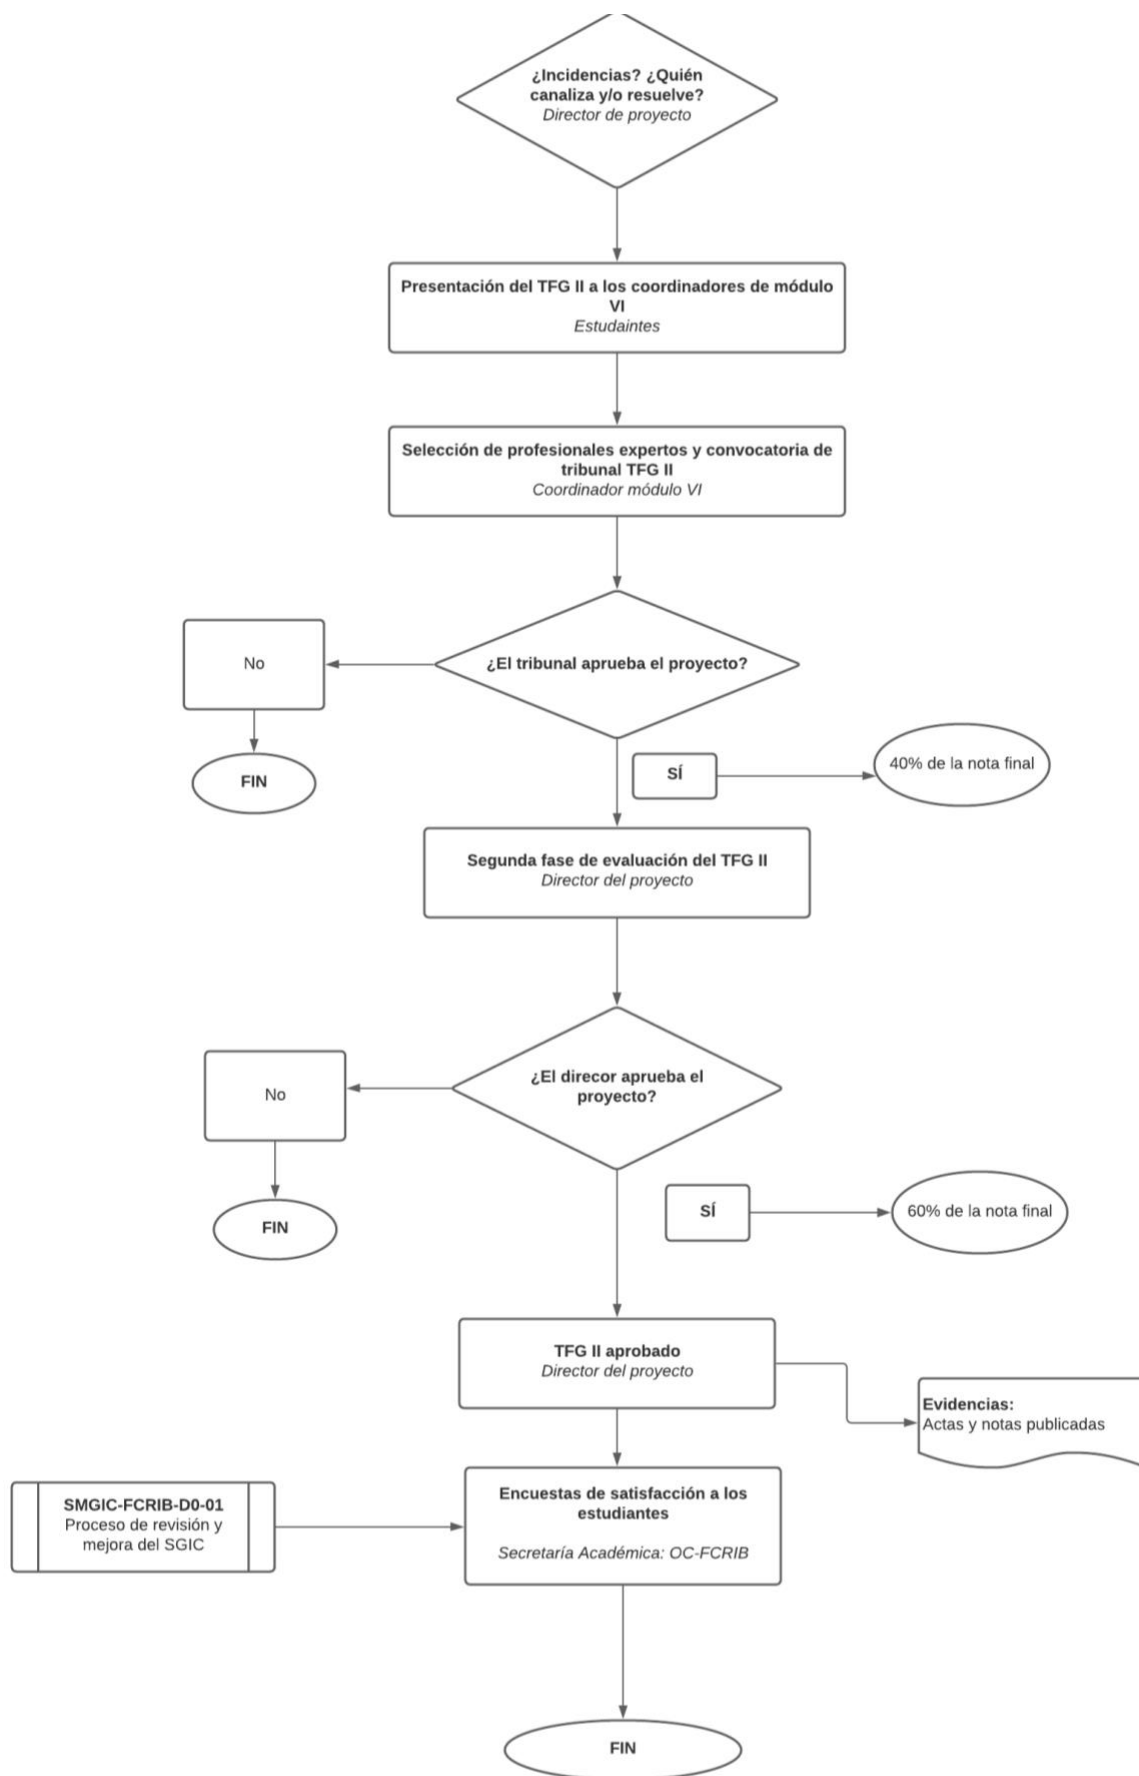 ¿Incidencias? ¿Quién
canaliza y/o resuelve?
Director de proyecto
Presentación del TFG II a los coordinadores de módulo
VI
Estudaintes
Selección de profesionales expertos y convocatoria de
tribunal TFG II
Coordinador módulo VI
¿El tribunal aprueba el proyecto?
No
FIN
SÍ
40% de la nota final
Segunda fase de evaluación del TFG II
Director del proyecto
¿El direcor aprueba el
proyecto?
No
FIN
SÍ
60% de la nota final
TFG II aprobado
Director del proyecto
Evidencias:
Actas y notas publicadas
SMGIC-FCRIB-D0-01
Proceso de revisión y
mejora del SGIC
Encuestas de satisfacción a los
estudiantes
Secretaría Académica: OC-FCRIB
FIN